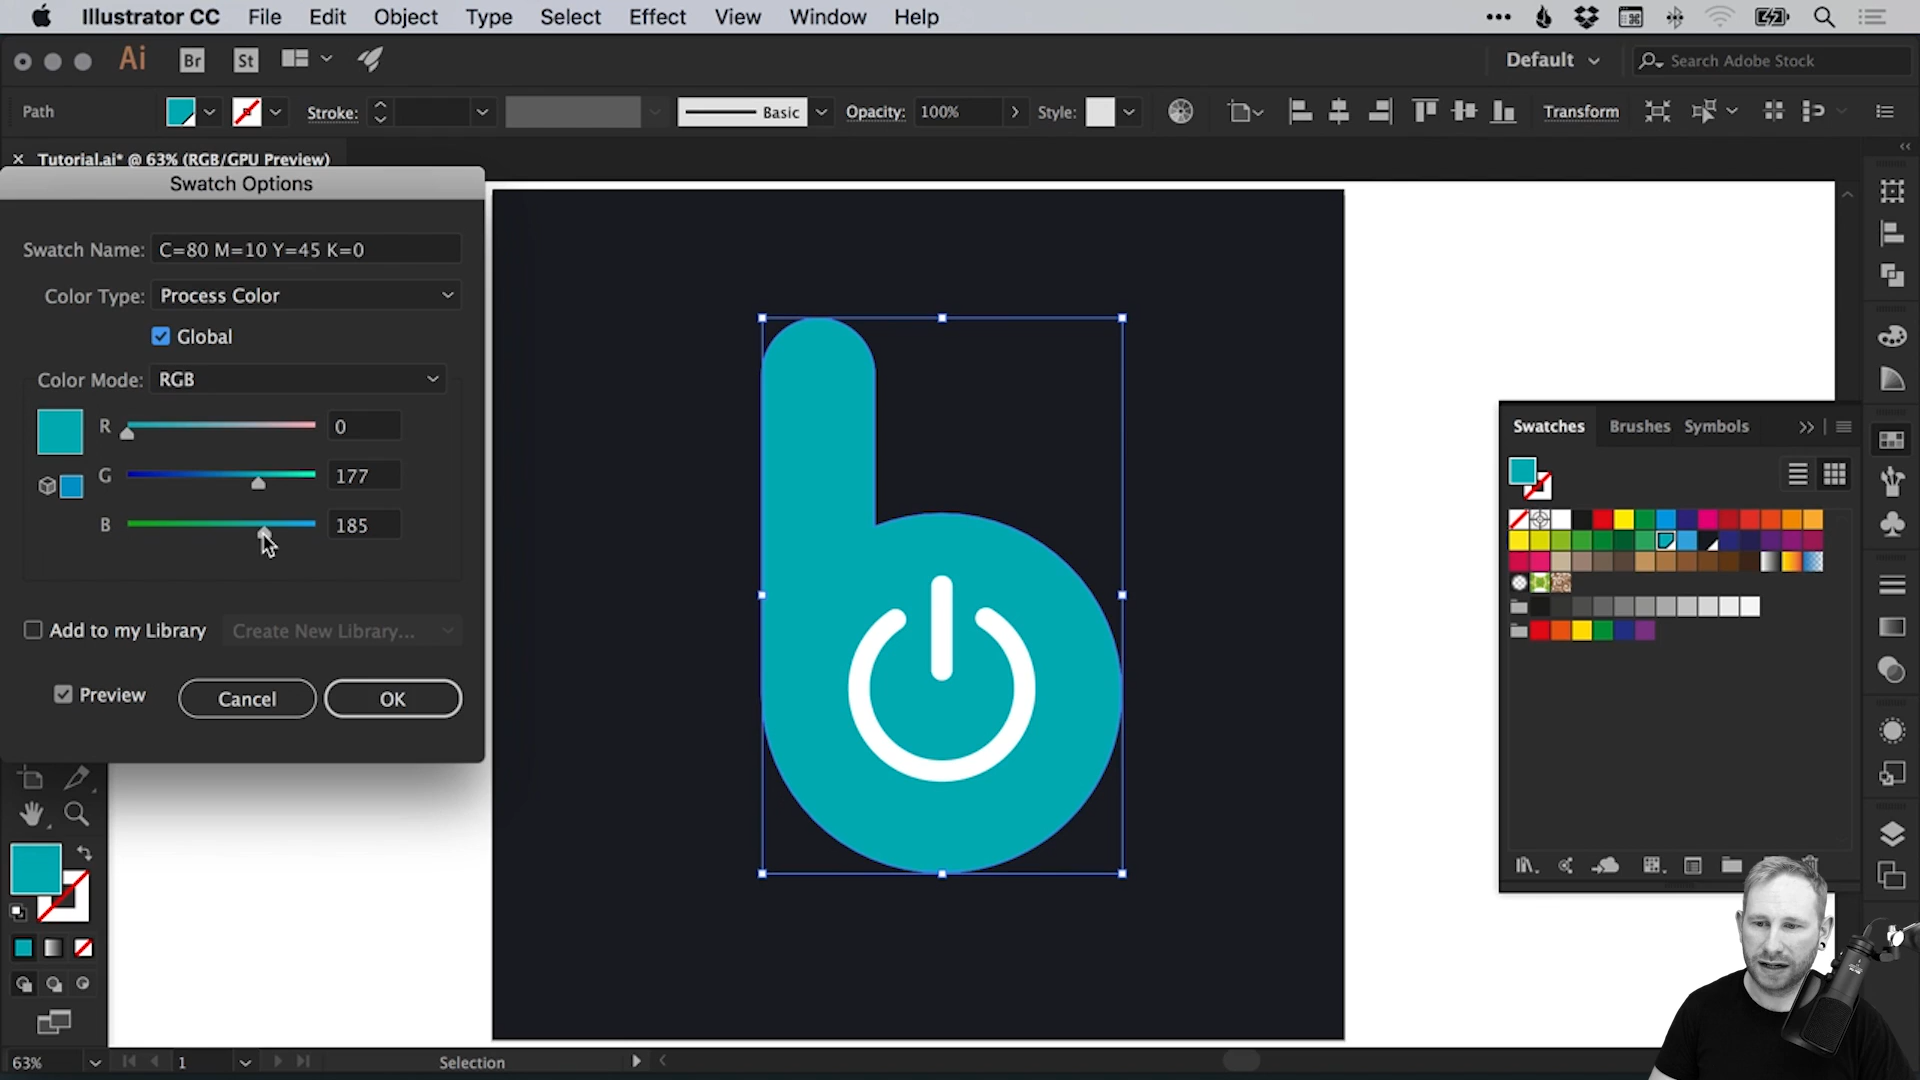 Illustrator CC File Edit Object Type Select Effect View Window Help
Ai Br St Default Search Adobe Stock
Path Stroke: Basic Opacity: 100% Style: Transform
Tutorial.ai* @ 63% (RGB/GPU Preview)
Swatch Options
Swatch Name: C=80 M=10 Y=45 K=0
Color Type: Process Color
Global
Color Mode: RGB
R 0
G 177
B 185
Add to my Library Create New Library...
Preview Cancel OK
Swatches Brushes Symbols
b
63% 1 Selection